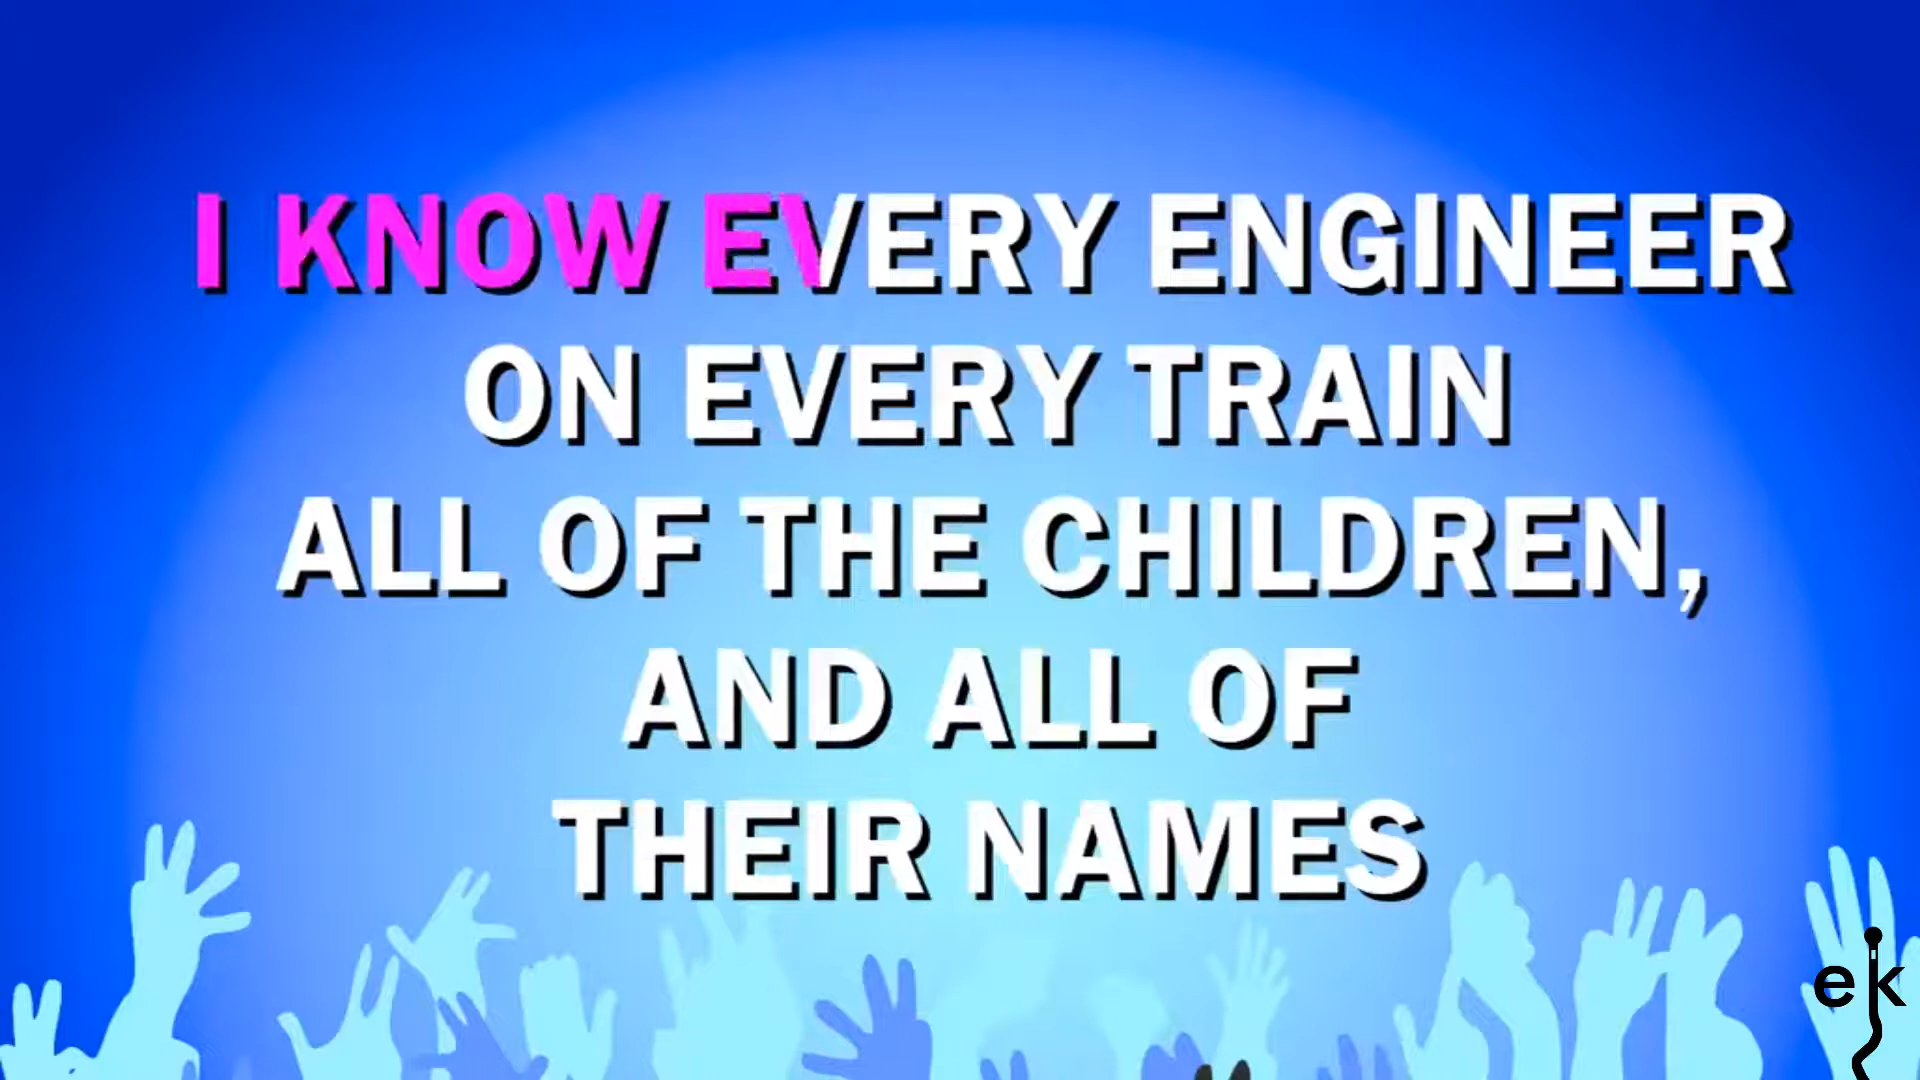 I KNOW EVERY ENGINEER
ON EVERY TRAIN
ALL OF THE CHILDREN,
AND ALL OF
THEIR NAMES
ek